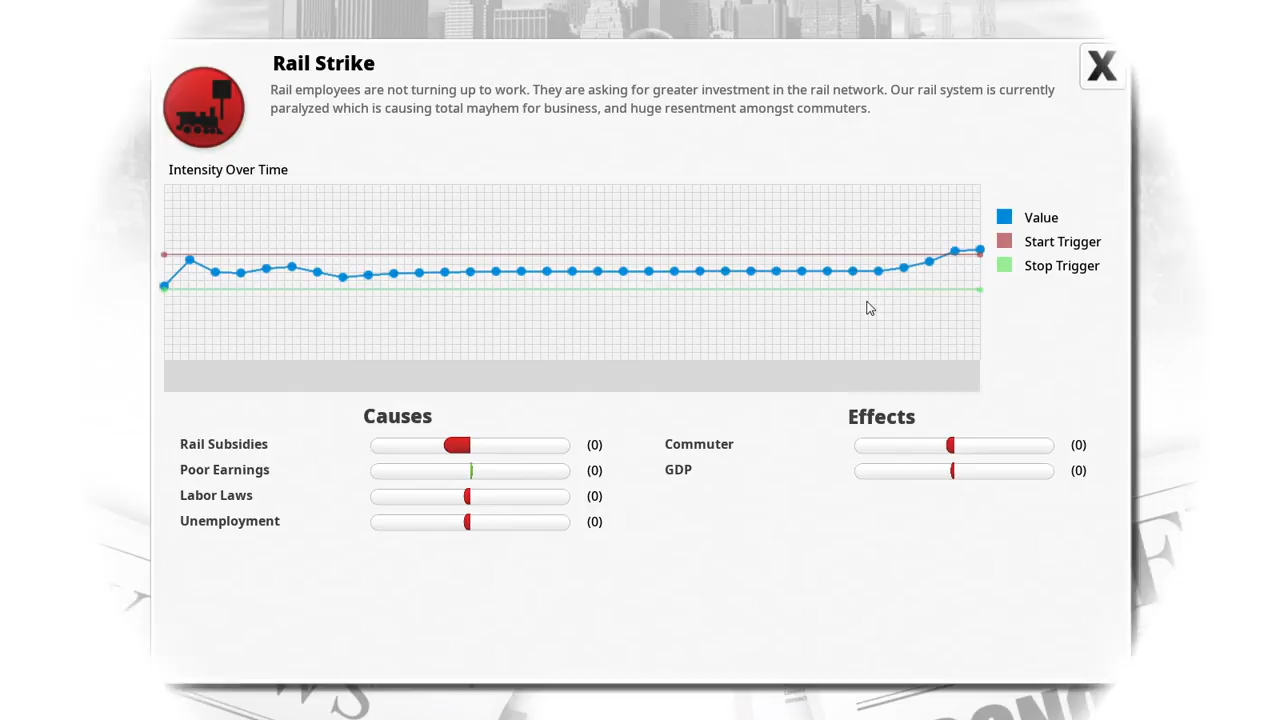 Rail Strike
X
Rail employees are not turning up to work. They are asking for greater investment in the rail network. Our rail system is currently
paralyzed which is causing total mayhem for business, and huge resentment amongst commuters.
Intensity Over Time
Value
Start Trigger
Stop Trigger
Causes
Rail Subsidies (0)
Poor Earnings (0)
Labor Laws (0)
Unemployment (0)
Effects
Commuter (0)
GDP (0)